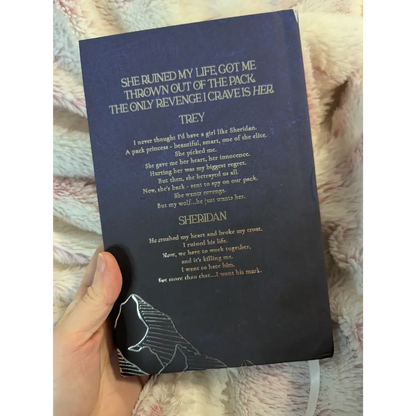 SHE RUINED MY LIFE, GOT ME
THROWN OUT OF THE PACK.
THE ONLY REVENGE I CRAVE IS HER.
TREY
I never thought I'd have a girl like Sheridan.
A pack princess - beautiful, smart, one of the elite.
She picked me.
She gave me her heart, her innocence.
Hurting her was my biggest regret.
But then, she betrayed us all.
Now, she's back - sent to spy on our pack.
She wants revenge.
But my wolf...he just wants her.
SHERIDAN
He crushed my heart and broke my trust.
I ruined his life.
Now, we have to work together,
and it's killing me.
I want to hate him.
But more than that...I want his mark.